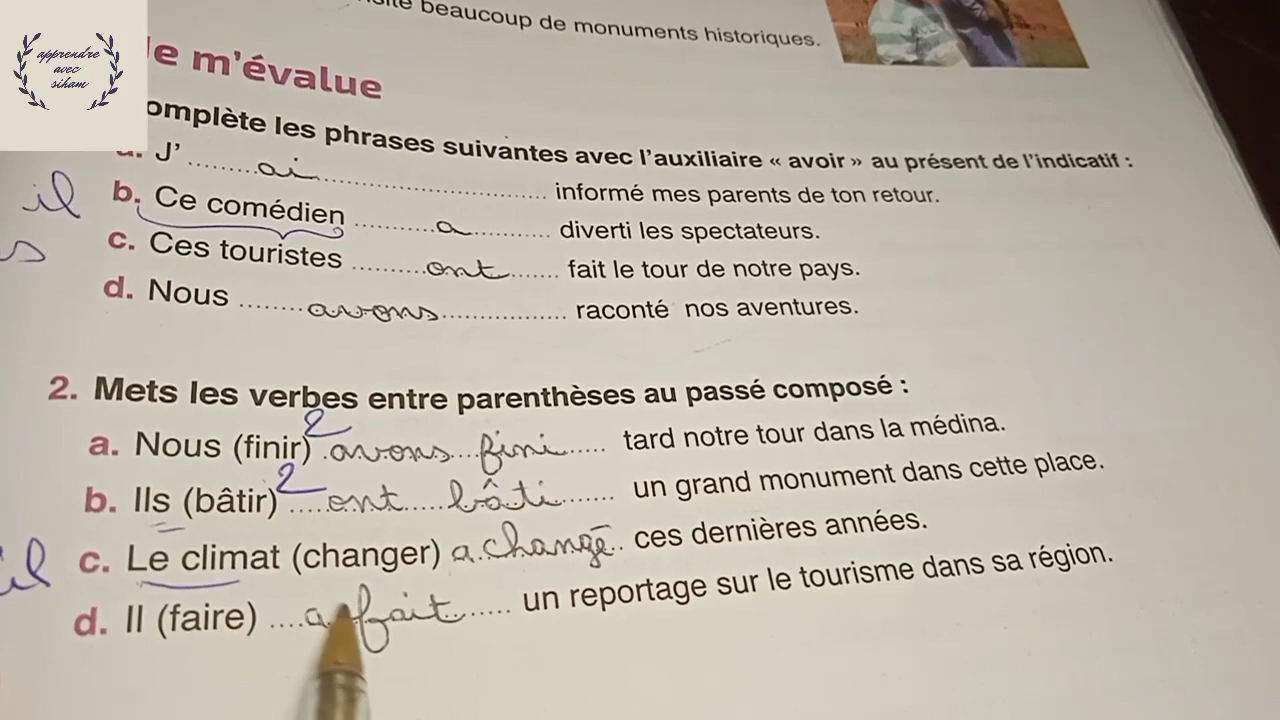 beaucoup de monuments historiques.
apprendre
avec
siham
Je m'évalue
omplète les phrases suivantes avec l'auxiliaire « avoir » au présent de l'indicatif :
a. J' ........ai.............................. informé mes parents de ton retour.
il b. Ce comédien ............a............ diverti les spectateurs.
s c. Ces touristes ..........ont....... fait le tour de notre pays.
d. Nous ........avons................ raconté nos aventures.
2. Mets les verbes entre parenthèses au passé composé :
2
a. Nous (finir) .avons...fini..... tard notre tour dans la médina.
2
b. Ils (bâtir) .....ont.....bâti....... un grand monument dans cette place.
il c. Le climat (changer) a changé. ces dernières années.
d. Il (faire) ....a fait...... un reportage sur le tourisme dans sa région.